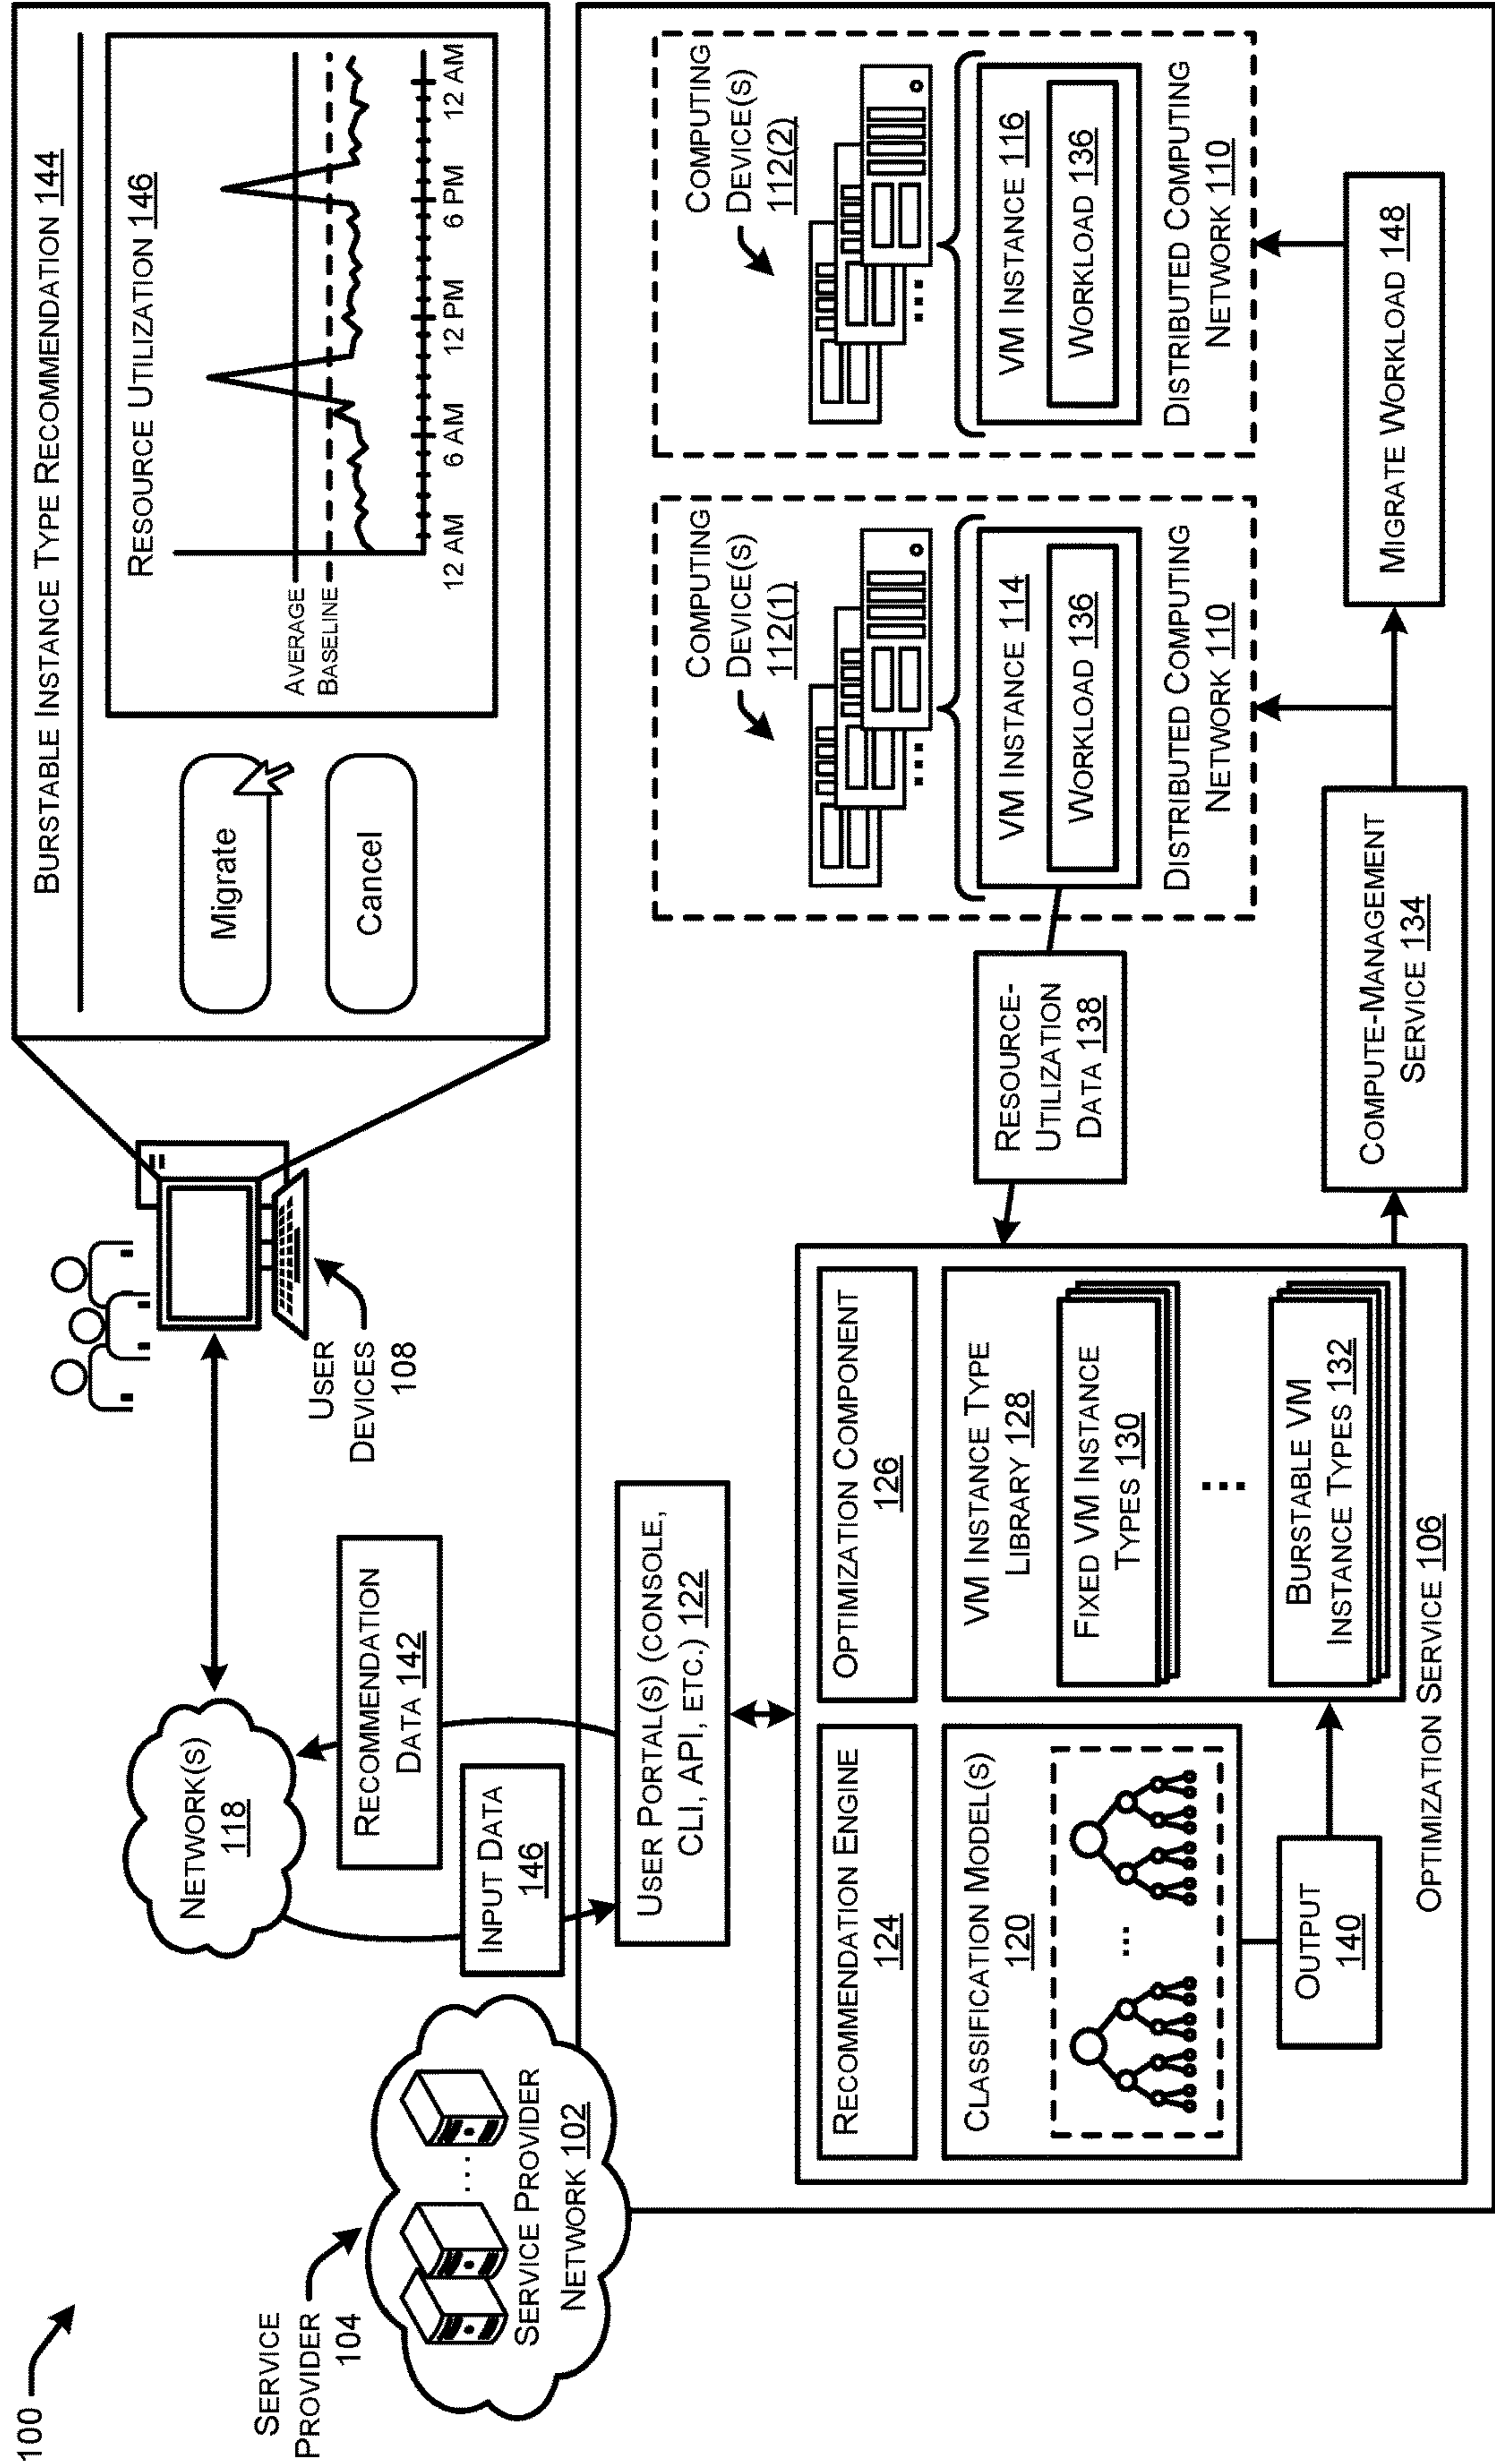 100
SERVICE
PROVIDER
104
SERVICE PROVIDER
NETWORK 102
NETWORK(S)
118
RECOMMENDATION
DATA 142
INPUT DATA
146
USER PORTAL(S) (CONSOLE,
CLI, API, ETC.) 122
USER
DEVICES
108
BURSTABLE INSTANCE TYPE RECOMMENDATION 144
Migrate
Cancel
RESOURCE UTILIZATION 146
AVERAGE
BASELINE
12 AM
6 AM
12 PM
6 PM
12 AM
RECOMMENDATION ENGINE
124
OPTIMIZATION COMPONENT
126
CLASSIFICATION MODEL(S)
120
...
OUTPUT
140
VM INSTANCE TYPE
LIBRARY 128
FIXED VM INSTANCE
TYPES 130
BURSTABLE VM
INSTANCE TYPES 132
OPTIMIZATION SERVICE 106
RESOURCE-
UTILIZATION
DATA 138
COMPUTING
DEVICE(S)
112(1)
VM INSTANCE 114
WORKLOAD 136
DISTRIBUTED COMPUTING
NETWORK 110
COMPUTING
DEVICE(S)
112(2)
VM INSTANCE 116
WORKLOAD 136
DISTRIBUTED COMPUTING
NETWORK 110
COMPUTE-MANAGEMENT
SERVICE 134
MIGRATE WORKLOAD 148